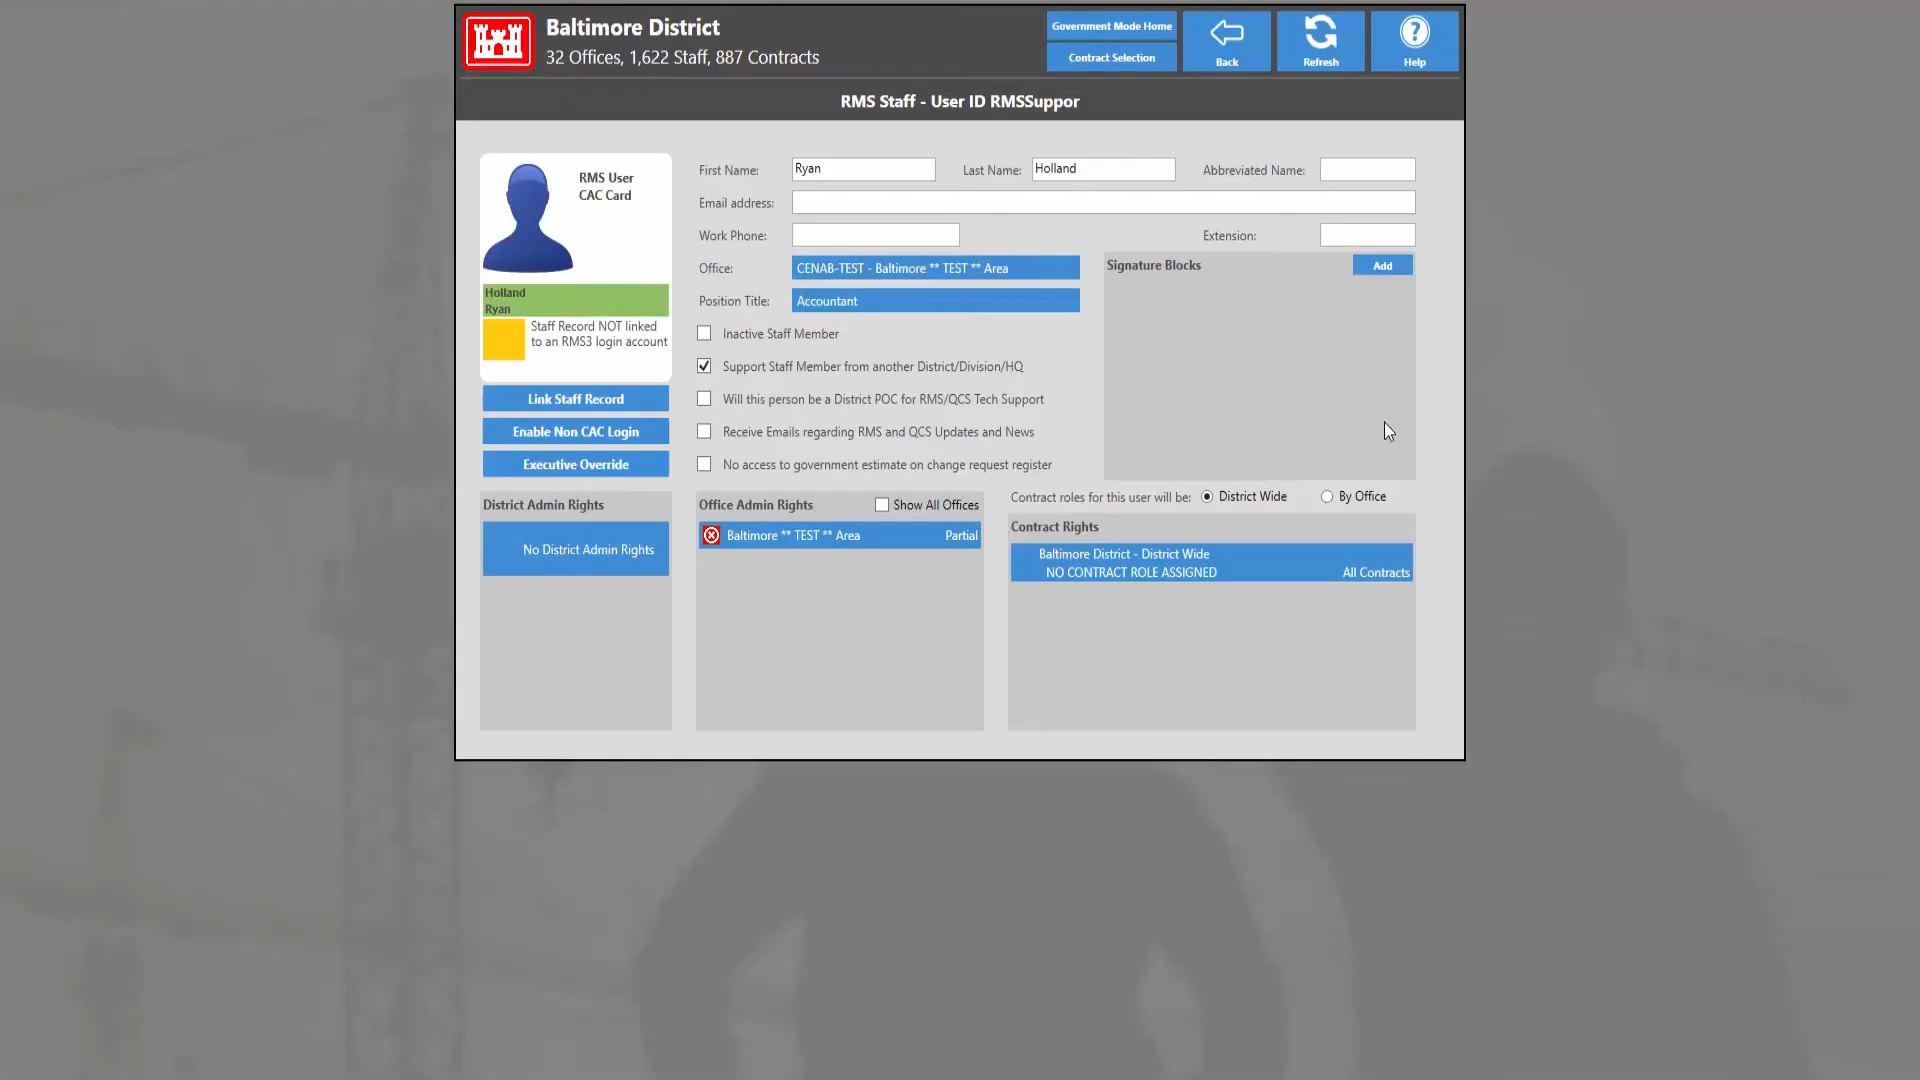 Baltimore District
32 Offices, 1,622 Staff, 887 Contracts
Government Mode Home
Contract Selection
Back
Refresh
Help
RMS Staff - User ID RMSSuppor
RMS User
CAC Card
Holland
Ryan
Staff Record NOT linked
to an RMS3 login account
Link Staff Record
Enable Non CAC Login
Executive Override
First Name: Ryan Last Name: Holland Abbreviated Name:
Email address:
Work Phone: Extension:
Office: CENAB-TEST - Baltimore ** TEST ** Area
Position Title: Accountant
Signature Blocks Add
Inactive Staff Member
Support Staff Member from another District/Division/HQ
Will this person be a District POC for RMS/QCS Tech Support
Receive Emails regarding RMS and QCS Updates and News
No access to government estimate on change request register
District Admin Rights
No District Admin Rights
Office Admin Rights Show All Offices
Baltimore ** TEST ** Area Partial
Contract roles for this user will be: District Wide By Office
Contract Rights
Baltimore District - District Wide
NO CONTRACT ROLE ASSIGNED All Contracts